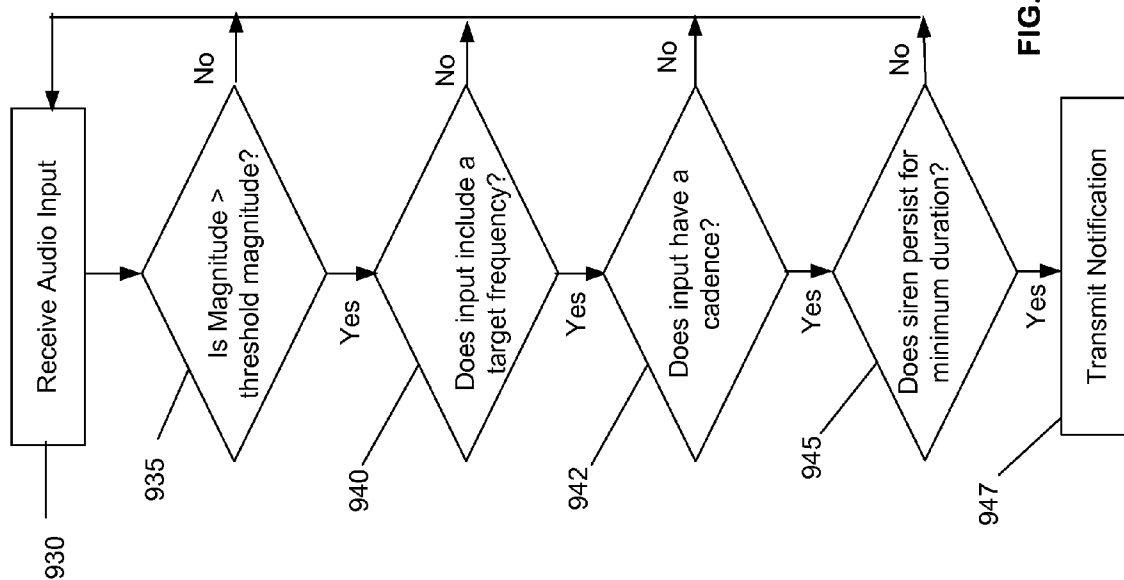 930
Receive Audio Input
935
Is Magnitude >
threshold magnitude?
No
Yes
940
Does input include a
target frequency?
No
Yes
942
Does input have a
cadence?
No
Yes
945
Does siren persist for
minimum duration?
No
Yes
947
Transmit Notification
FIG.